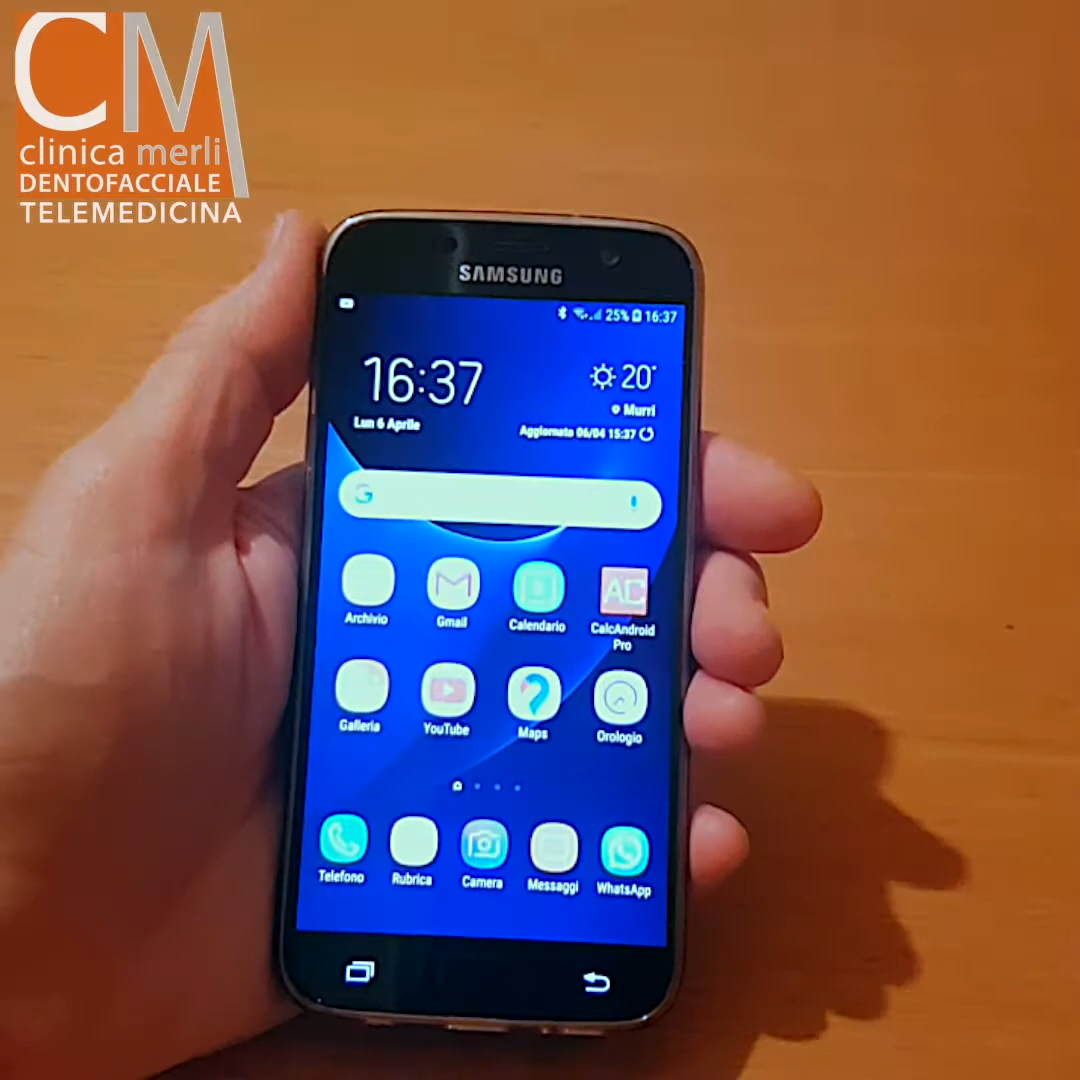 CM
clinica merli
DENTOFACCIALE
TELEMEDICINA
SAMSUNG
25% 16:37
16:37
20°
Murri
Lun 6 Aprile
Aggiornato 06/04 15:37
G
Archivio
Gmail
Calendario
AC
CalcAndroid
Pro
Galleria
YouTube
Maps
Orologio
Telefono
Rubrica
Camera
Messaggi
WhatsApp